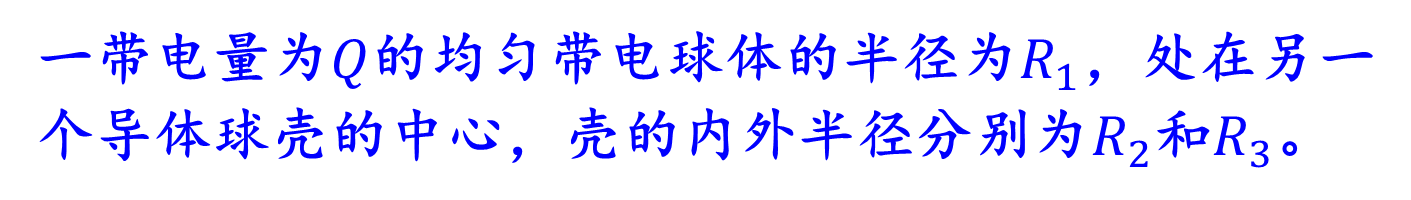 一带电量为𝑄的均匀带电球体的半径为𝑅₁，处在另一
个导体球壳的中心，壳的内外半径分别为𝑅₂和𝑅₃。